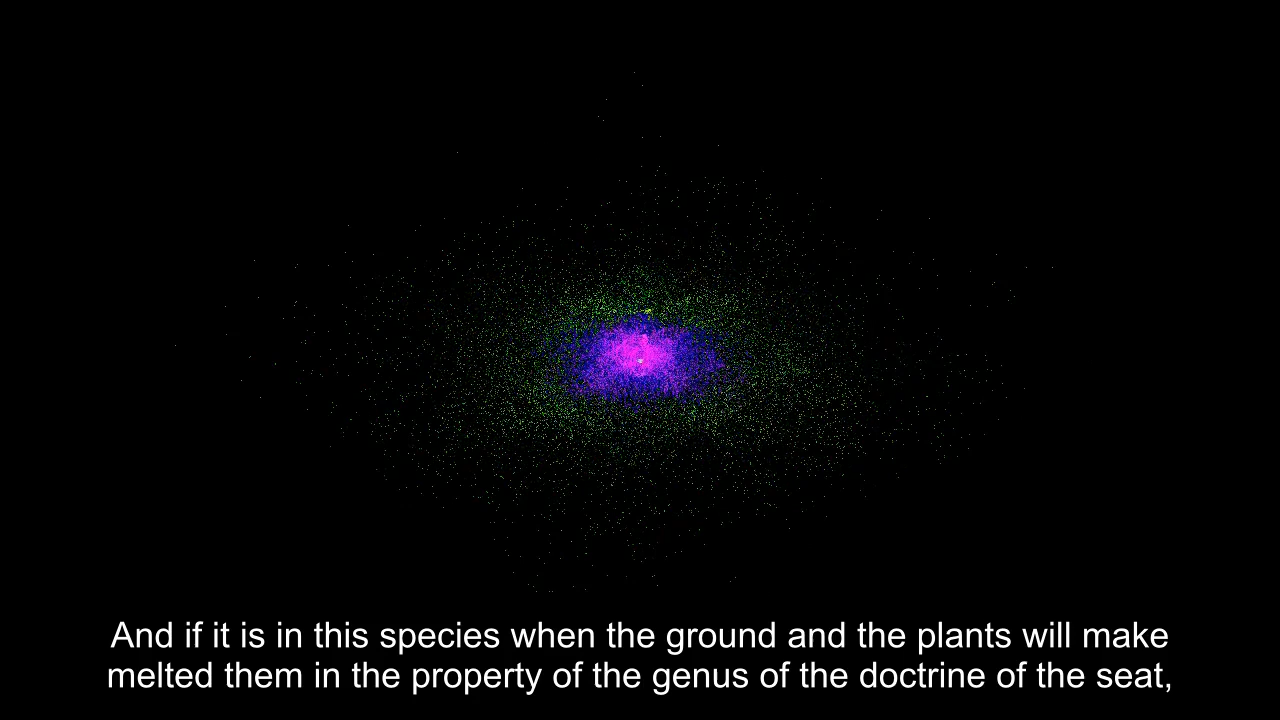 And if it is in this species when the ground and the plants will make
melted them in the property of the genus of the doctrine of the seat,